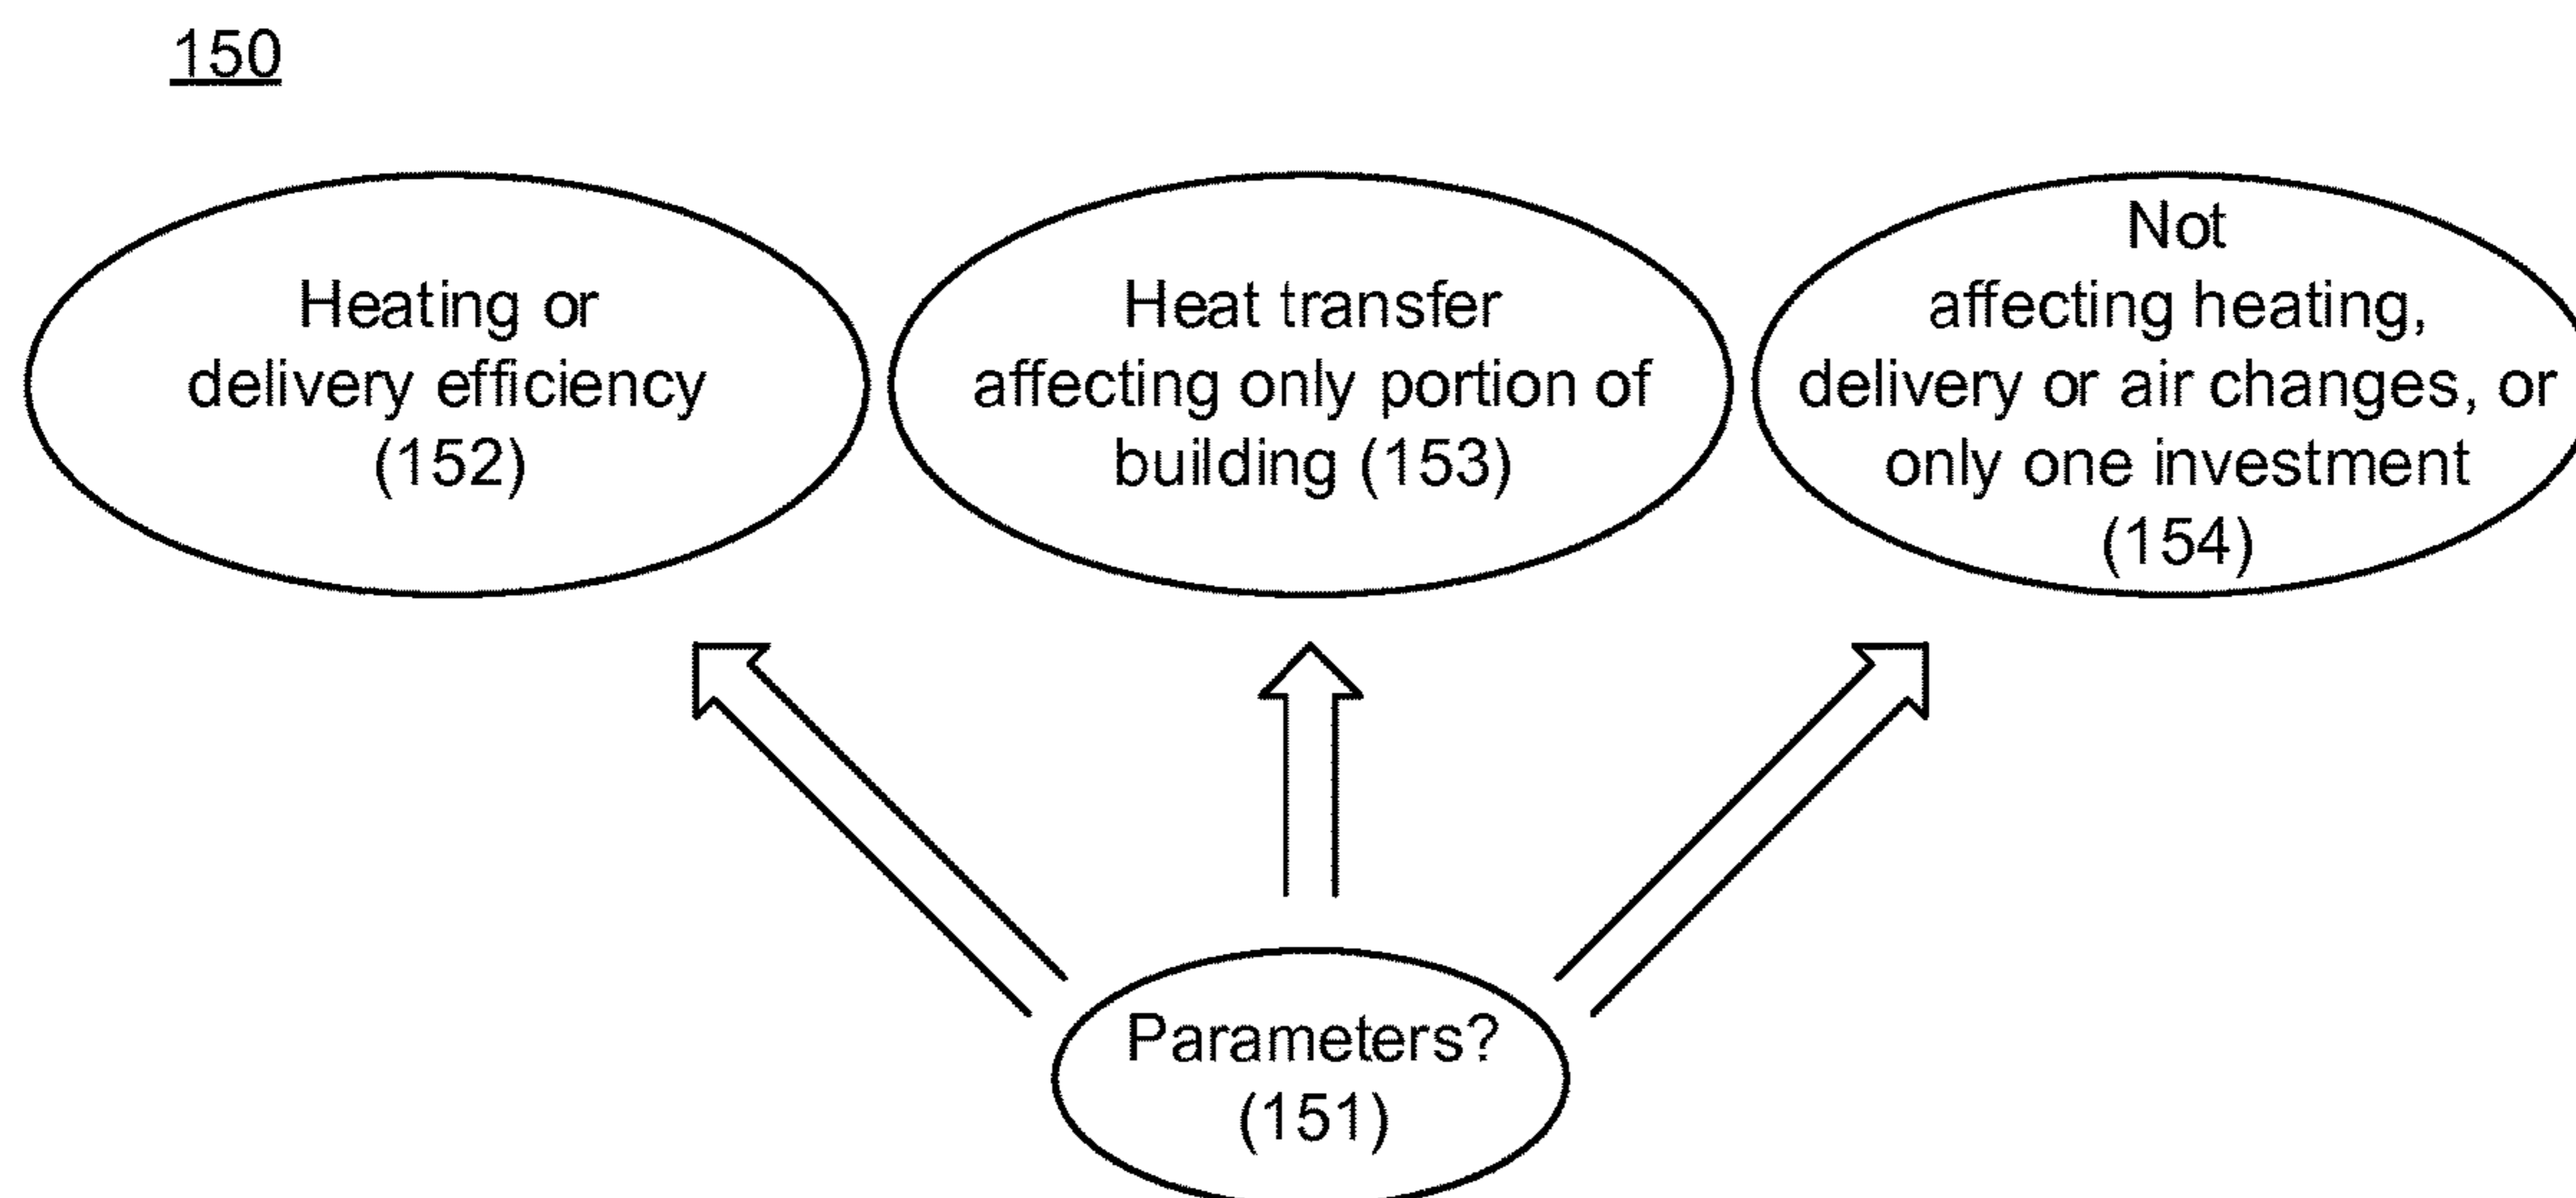 150
Heating or
delivery efficiency
(152)
Heat transfer
affecting only portion of
building (153)
Not
affecting heating,
delivery or air changes, or
only one investment
(154)
Parameters?
(151)